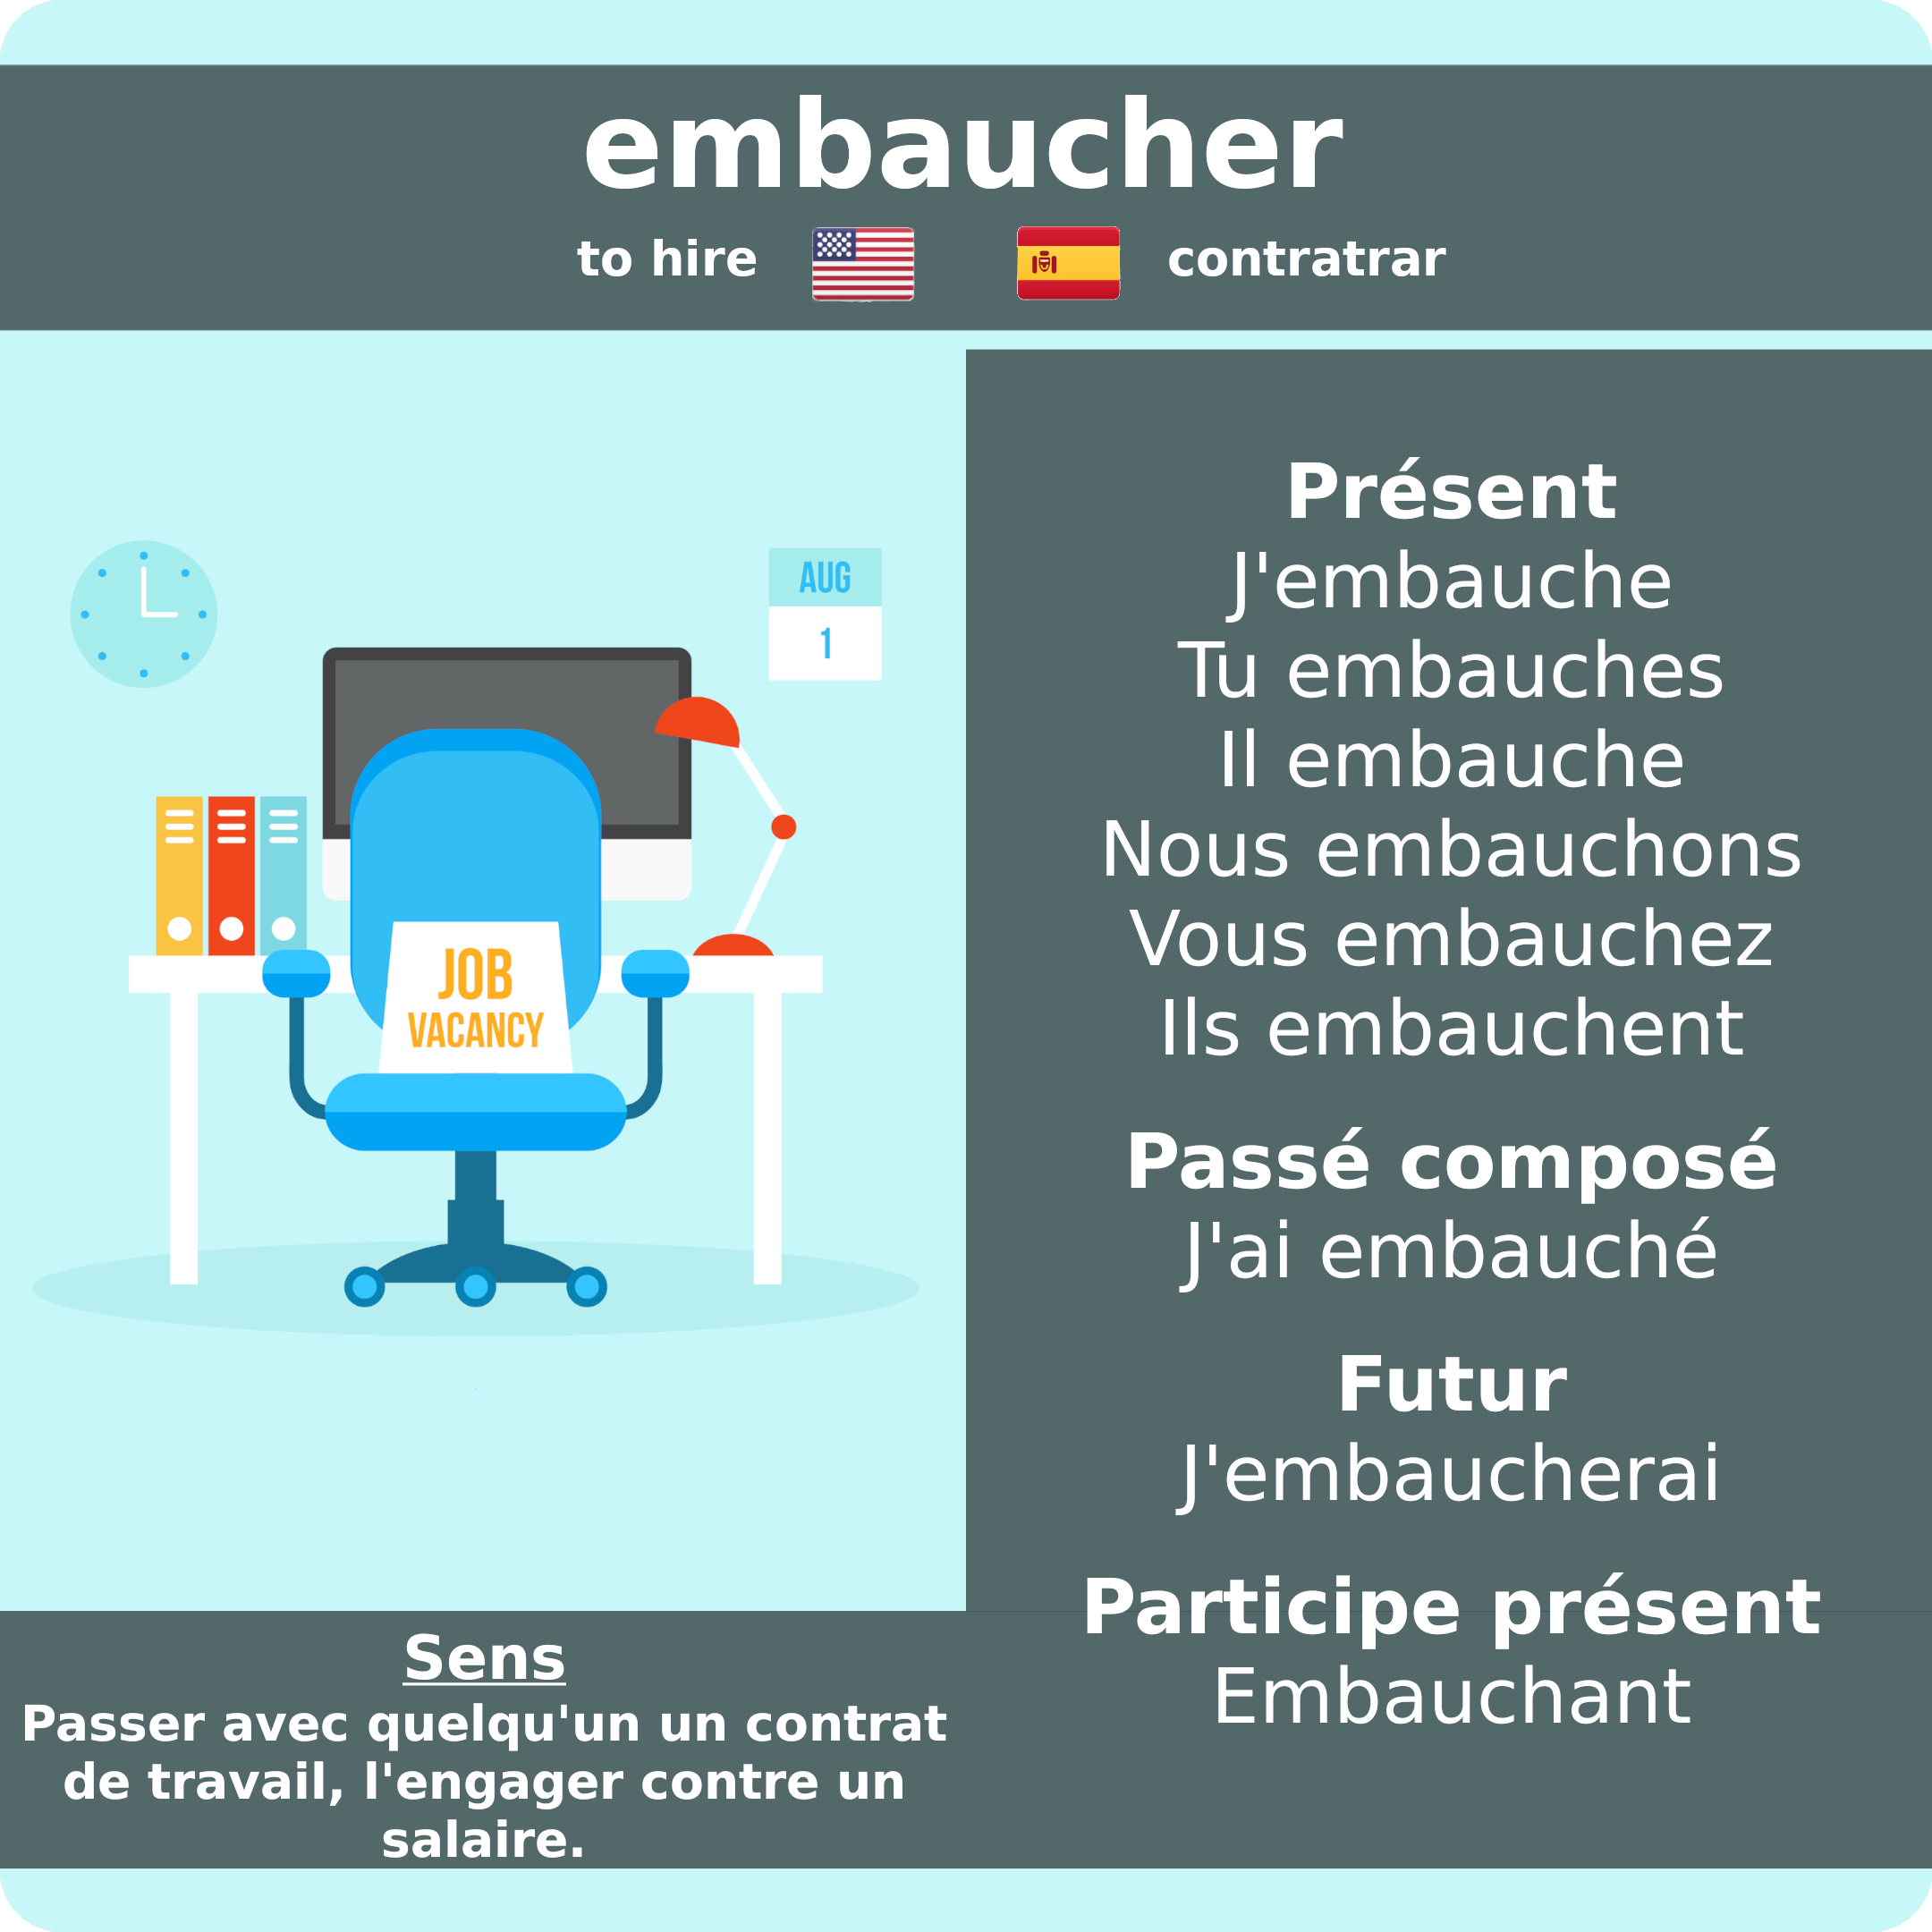 embaucher
to hire
contratrar
AUG
1
JOB
VACANCY
Présent
J'embauche
Tu embauches
Il embauche
Nous embauchons
Vous embauchez
Ils embauchent
Passé composé
J'ai embauché
Futur
J'embaucherai
Participe présent
Embauchant
Sens
Passer avec quelqu'un un contrat
de travail, l'engager contre un
salaire.